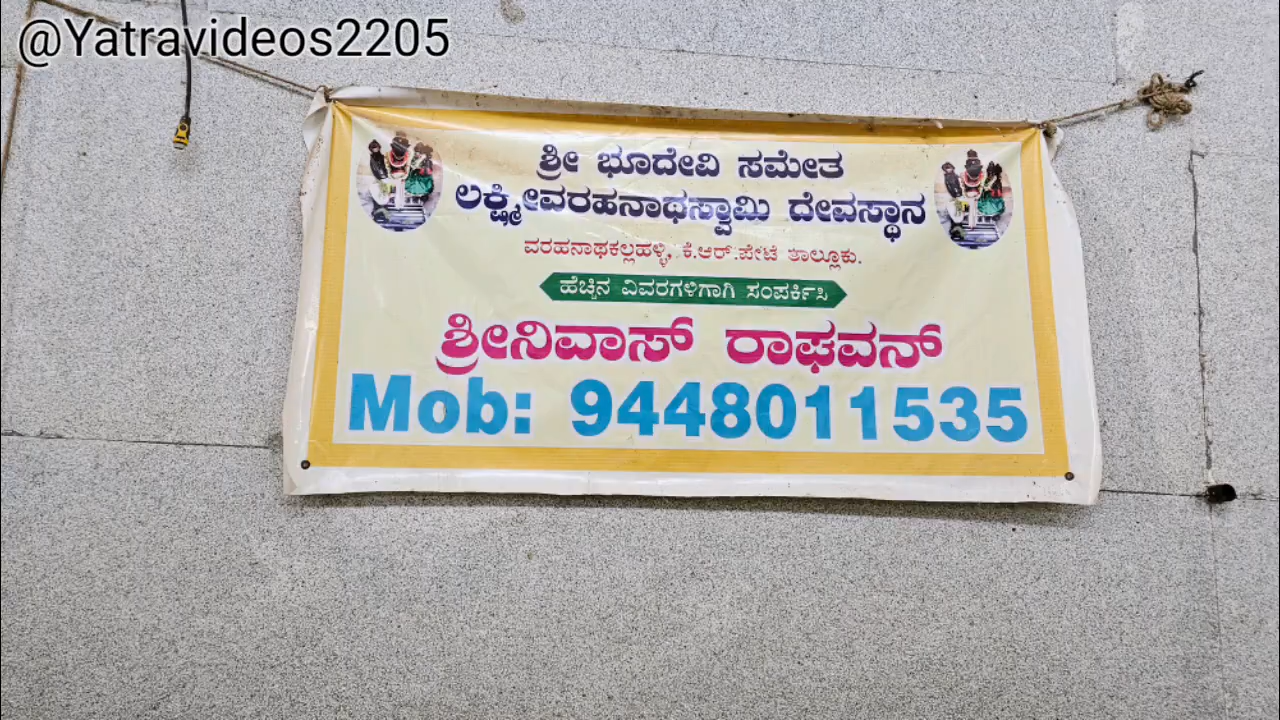 @Yatravideos2205
ಶ್ರೀ ಭೂದೇವಿ ಸಮೇತ
ಲಕ್ಷ್ಮೀವರಹನಾಥಸ್ವಾಮಿ ದೇವಸ್ಥಾನ
ವರಹನಾಥಕಲ್ಲಹಳ್ಳಿ, ಕೆ.ಆರ್.ಪೇಟೆ ತಾಲ್ಲೂಕು.
ಹೆಚ್ಚಿನ ವಿವರಗಳಿಗಾಗಿ ಸಂಪರ್ಕಿಸಿ
ಶ್ರೀನಿವಾಸ್ ರಾಘವನ್
Mob: 9448011535